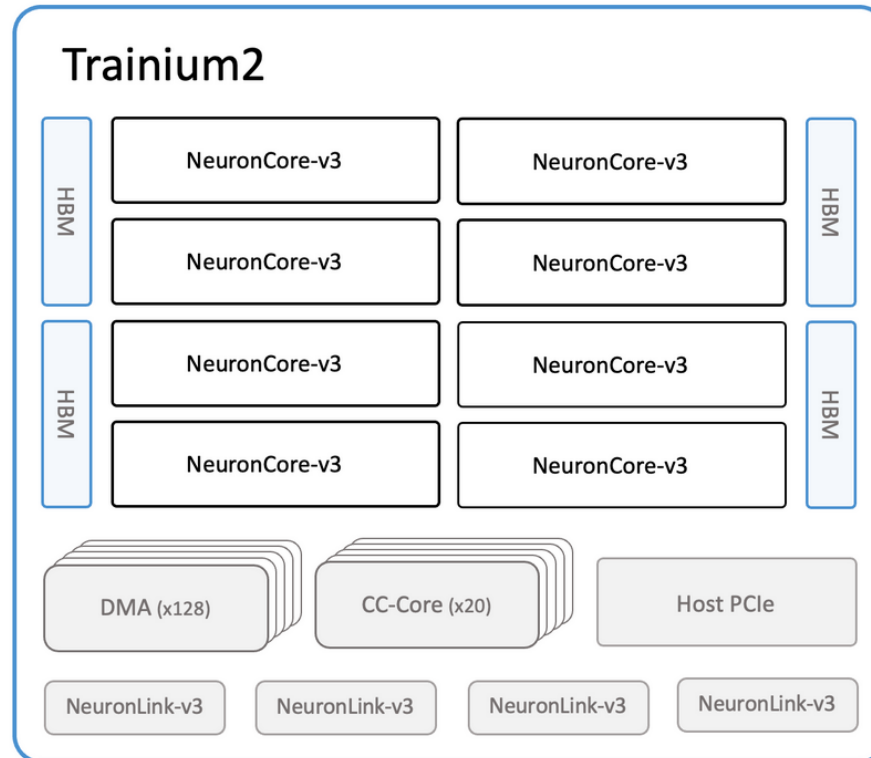 Trainium2
HBM
NeuronCore-v3
NeuronCore-v3
HBM
NeuronCore-v3
NeuronCore-v3
HBM
NeuronCore-v3
NeuronCore-v3
HBM
NeuronCore-v3
NeuronCore-v3
DMA (x128)
CC-Core (x20)
Host PCIe
NeuronLink-v3
NeuronLink-v3
NeuronLink-v3
NeuronLink-v3